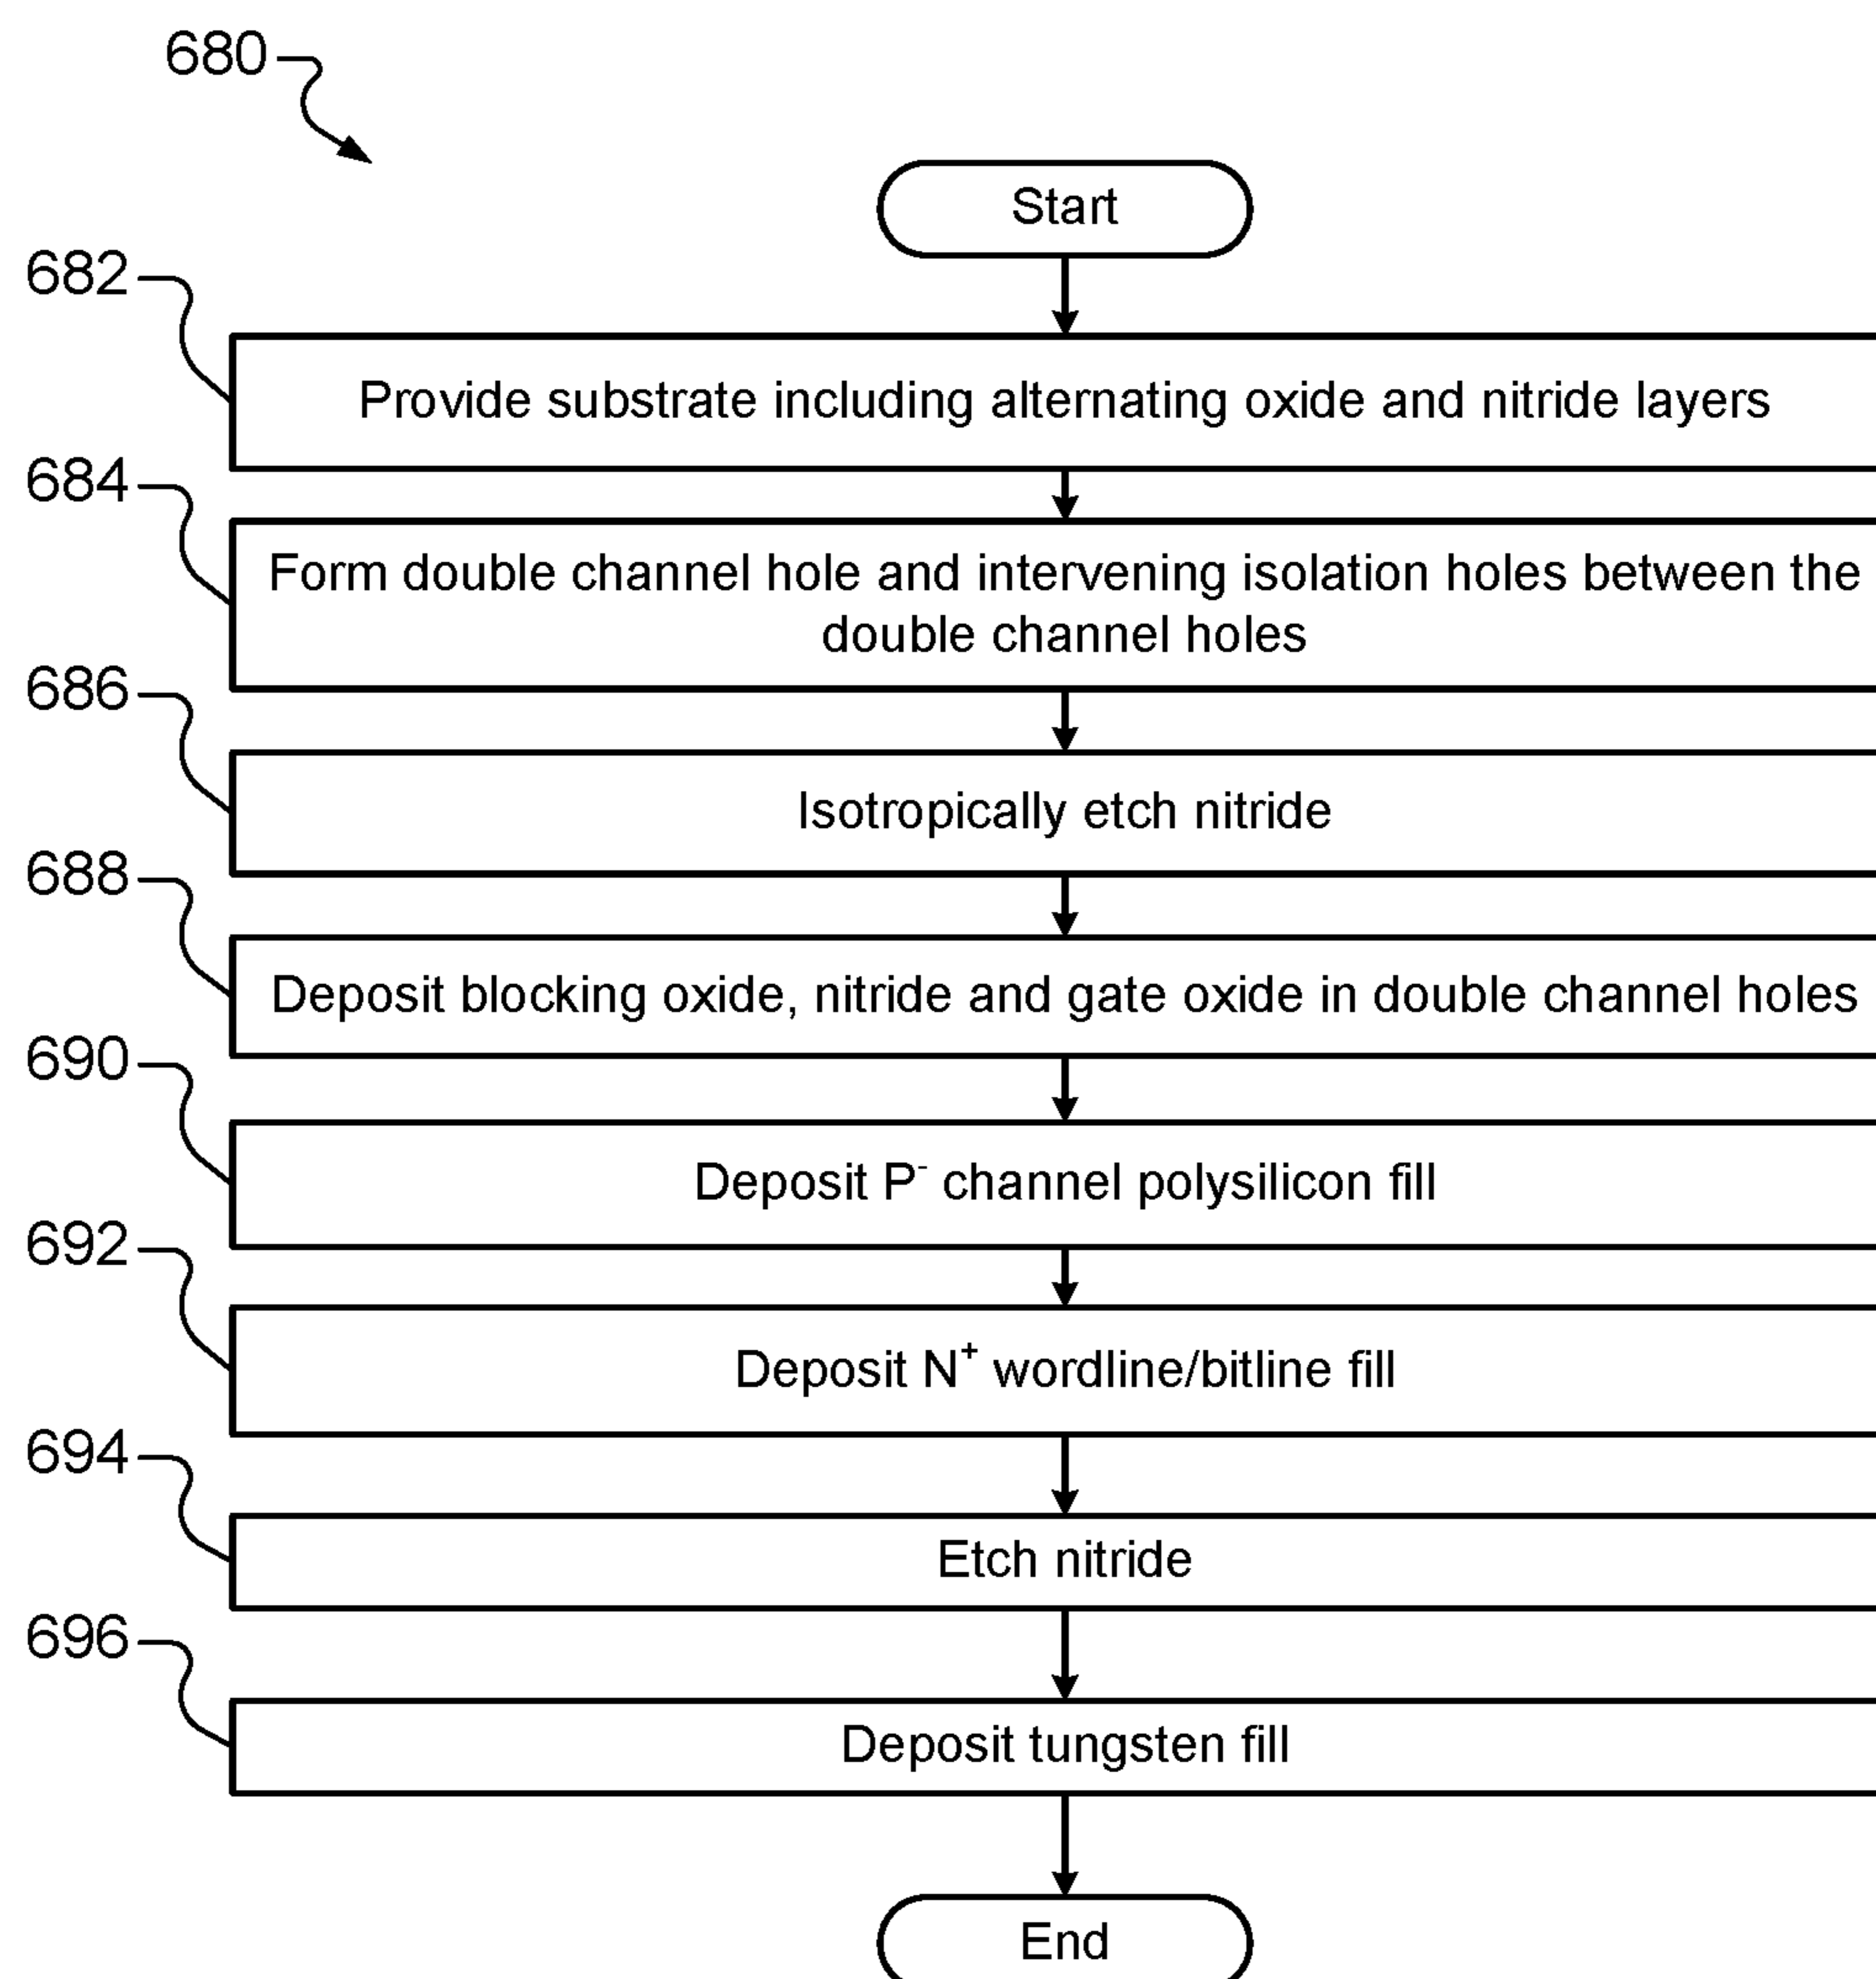 680
Start
682
Provide substrate including alternating oxide and nitride layers
684
Form double channel hole and intervening isolation holes between the
double channel holes
686
Isotropically etch nitride
688
Deposit blocking oxide, nitride and gate oxide in double channel holes
690
Deposit P⁻ channel polysilicon fill
692
Deposit N⁺ wordline/bitline fill
694
Etch nitride
696
Deposit tungsten fill
End